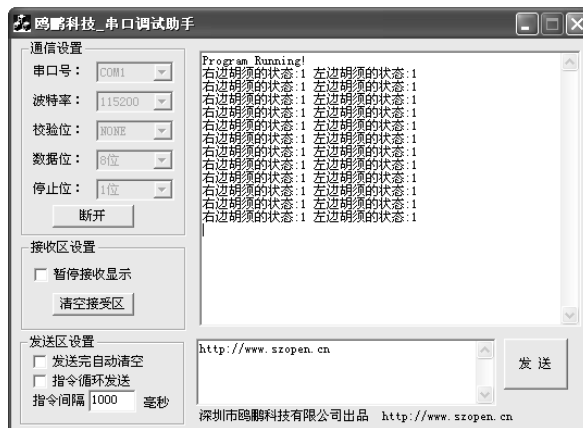 鸥鹏科技_串口调试助手
通信设置
串口号：
COM1
波特率：
115200
校验位：
NONE
数据位：
8位
停止位：
1位
断开
接收区设置
暂停接收显示
清空接受区
发送区设置
发送完自动清空
指令循环发送
指令间隔
1000
毫秒
Program Running!
右边胡须的状态:1 左边胡须的状态:1
右边胡须的状态:1 左边胡须的状态:1
右边胡须的状态:1 左边胡须的状态:1
右边胡须的状态:1 左边胡须的状态:1
右边胡须的状态:1 左边胡须的状态:1
右边胡须的状态:1 左边胡须的状态:1
右边胡须的状态:1 左边胡须的状态:1
右边胡须的状态:1 左边胡须的状态:1
右边胡须的状态:1 左边胡须的状态:1
右边胡须的状态:1 左边胡须的状态:1
右边胡须的状态:1 左边胡须的状态:1
右边胡须的状态:1 左边胡须的状态:1
右边胡须的状态:1 左边胡须的状态:1
http://www.szopen.cn
发 送
深圳市鸥鹏科技有限公司出品 http://www.szopen.cn